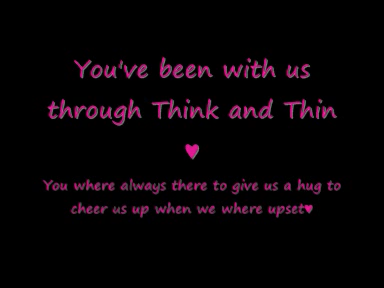 You've been with us
through Think and Thin
♥
You where always there to give us a hug to
cheer us up when we where upset♥